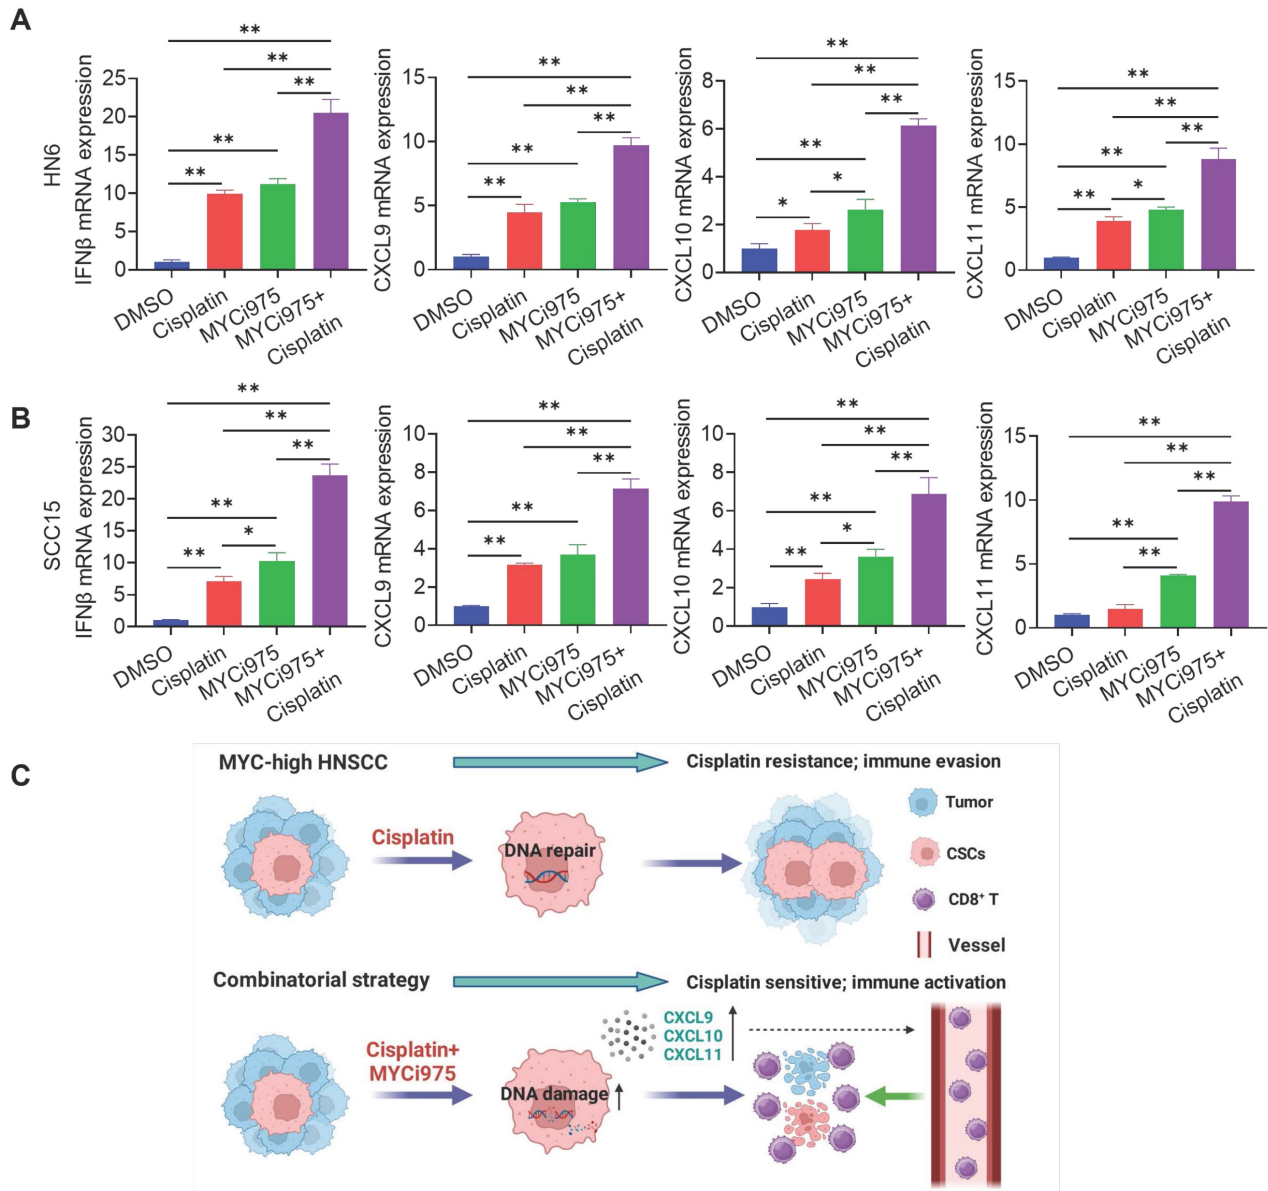 A
HN6
IFNβ mRNA expression
25
20
15
10
5
0
**
**
**
**
**
DMSO
Cisplatin
MYCi975
MYCi975+
Cisplatin
CXCL9 mRNA expression
15
10
5
0
**
**
**
**
**
DMSO
Cisplatin
MYCi975
MYCi975+
Cisplatin
CXCL10 mRNA expression
8
6
4
2
0
**
**
**
**
*
*
DMSO
Cisplatin
MYCi975
MYCi975+
Cisplatin
CXCL11 mRNA expression
15
10
5
0
**
**
**
**
*
**
DMSO
Cisplatin
MYCi975
MYCi975+
Cisplatin
B
SCC15
IFNβ mRNA expression
30
25
20
15
10
5
0
**
**
**
**
*
**
DMSO
Cisplatin
MYCi975
MYCi975+
Cisplatin
CXCL9 mRNA expression
10
8
6
4
2
0
**
**
**
**
**
DMSO
Cisplatin
MYCi975
MYCi975+
Cisplatin
CXCL10 mRNA expression
10
8
6
4
2
0
**
**
**
**
*
**
DMSO
Cisplatin
MYCi975
MYCi975+
Cisplatin
CXCL11 mRNA expression
15
10
5
0
**
**
**
**
**
DMSO
Cisplatin
MYCi975
MYCi975+
Cisplatin
C
MYC-high HNSCC
Cisplatin resistance; immune evasion
Cisplatin
DNA repair
Tumor
CSCs
CD8⁺ T
Vessel
Combinatorial strategy
Cisplatin sensitive; immune activation
Cisplatin+
MYCi975
DNA damage
CXCL9
CXCL10
CXCL11